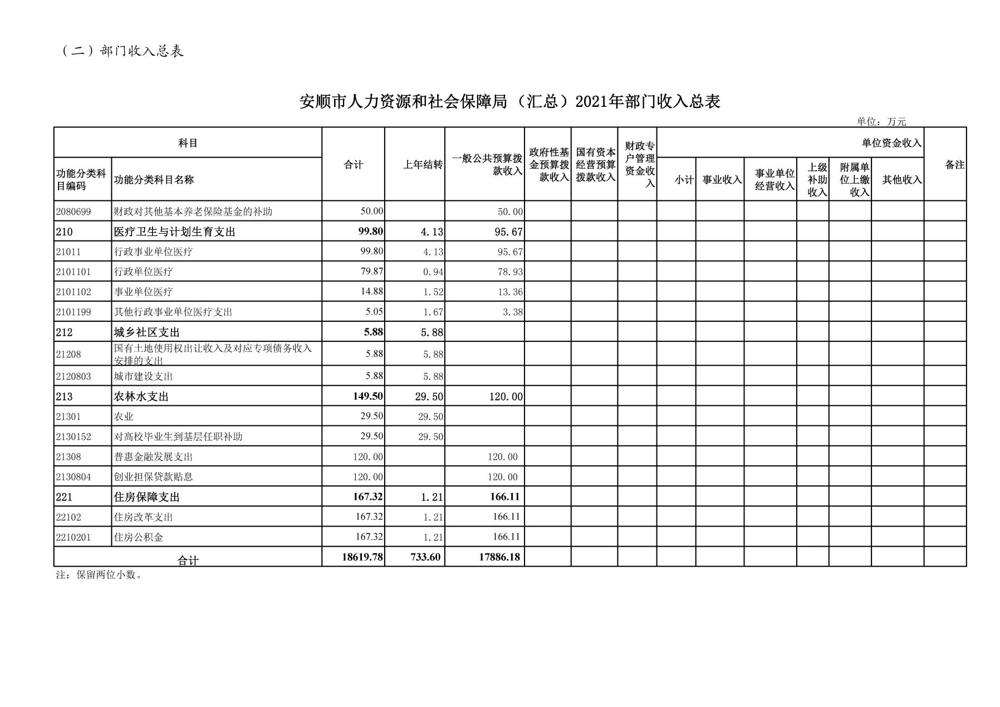 （二）部门收入总表
安顺市人力资源和社会保障局（汇总）2021年部门收入总表
单位：万元
科目 合计 上年结转 一般公共预算拨款收入 政府性基金预算拨款收入 国有资本经营预算拨款收入 财政专户管理资金收入 单位资金收入 备注
功能分类科目编码 功能分类科目名称 小计 事业收入 事业单位经营收入 上级补助收入 附属单位上缴收入 其他收入
2080699 财政对其他基本养老保险基金的补助 50.00 50.00
210 医疗卫生与计划生育支出 99.80 4.13 95.67
21011 行政事业单位医疗 99.80 4.13 95.67
2101101 行政单位医疗 79.87 0.94 78.93
2101102 事业单位医疗 14.88 1.52 13.36
2101199 其他行政事业单位医疗支出 5.05 1.67 3.38
212 城乡社区支出 5.88 5.88
21208 国有土地使用权出让收入及对应专项债务收入安排的支出 5.88 5.88
2120803 城市建设支出 5.88 5.88
213 农林水支出 149.50 29.50 120.00
21301 农业 29.50 29.50
2130152 对高校毕业生到基层任职补助 29.50 29.50
21308 普惠金融发展支出 120.00 120.00
2130804 创业担保贷款贴息 120.00 120.00
221 住房保障支出 167.32 1.21 166.11
22102 住房改革支出 167.32 1.21 166.11
2210201 住房公积金 167.32 1.21 166.11
合计 18619.78 733.60 17886.18
注：保留两位小数。